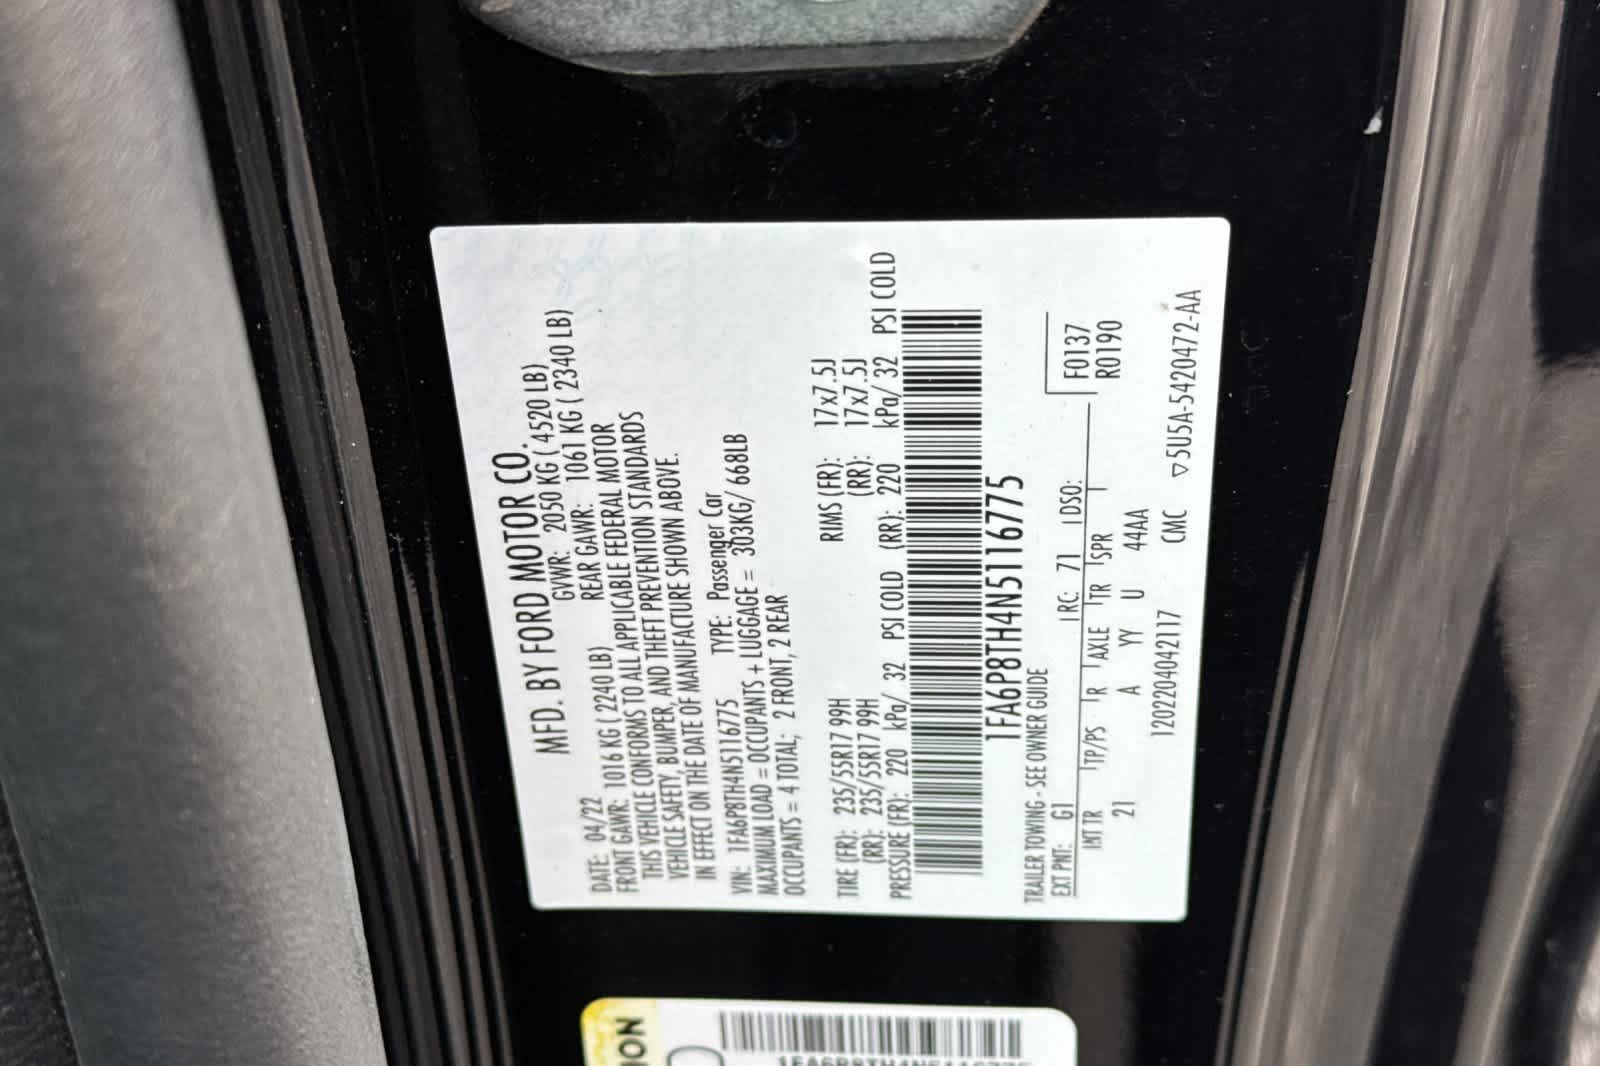 MFD. BY FORD MOTOR CO.
DATE: 04/22 GVWR: 2050 KG ( 4520 LB)
FRONT GAWR: 1016 KG ( 2240 LB) REAR GAWR: 1061 KG ( 2340 LB)
THIS VEHICLE CONFORMS TO ALL APPLICABLE FEDERAL MOTOR
VEHICLE SAFETY, BUMPER, AND THEFT PREVENTION STANDARDS
IN EFFECT ON THE DATE OF MANUFACTURE SHOWN ABOVE.
VIN: 1FA6P8TH4N5116775 TYPE: Passenger Car
MAXIMUM LOAD = OCCUPANTS + LUGGAGE = 303KG/ 668LB
OCCUPANTS = 4 TOTAL, 2 FRONT, 2 REAR
TIRE (FR): 235/55R17 99H RIMS (FR): 17x7.5J
(RR): 235/55R17 99H (RR): 17x7.5J
PRESSURE (FR): 220 kPa/ 32 PSI COLD (RR): 220 kPa/ 32 PSI COLD
1FA6P8TH4N5116775
TRAILER TOWING - SEE OWNER GUIDE F0137
EXT PNT: G1 RC: 71 DSO: R0190
INT TR TP/PS R AXLE TR SPR
21 A YY U 44AA
12022040421 17 CMC ▽5U5A-5420472-AA